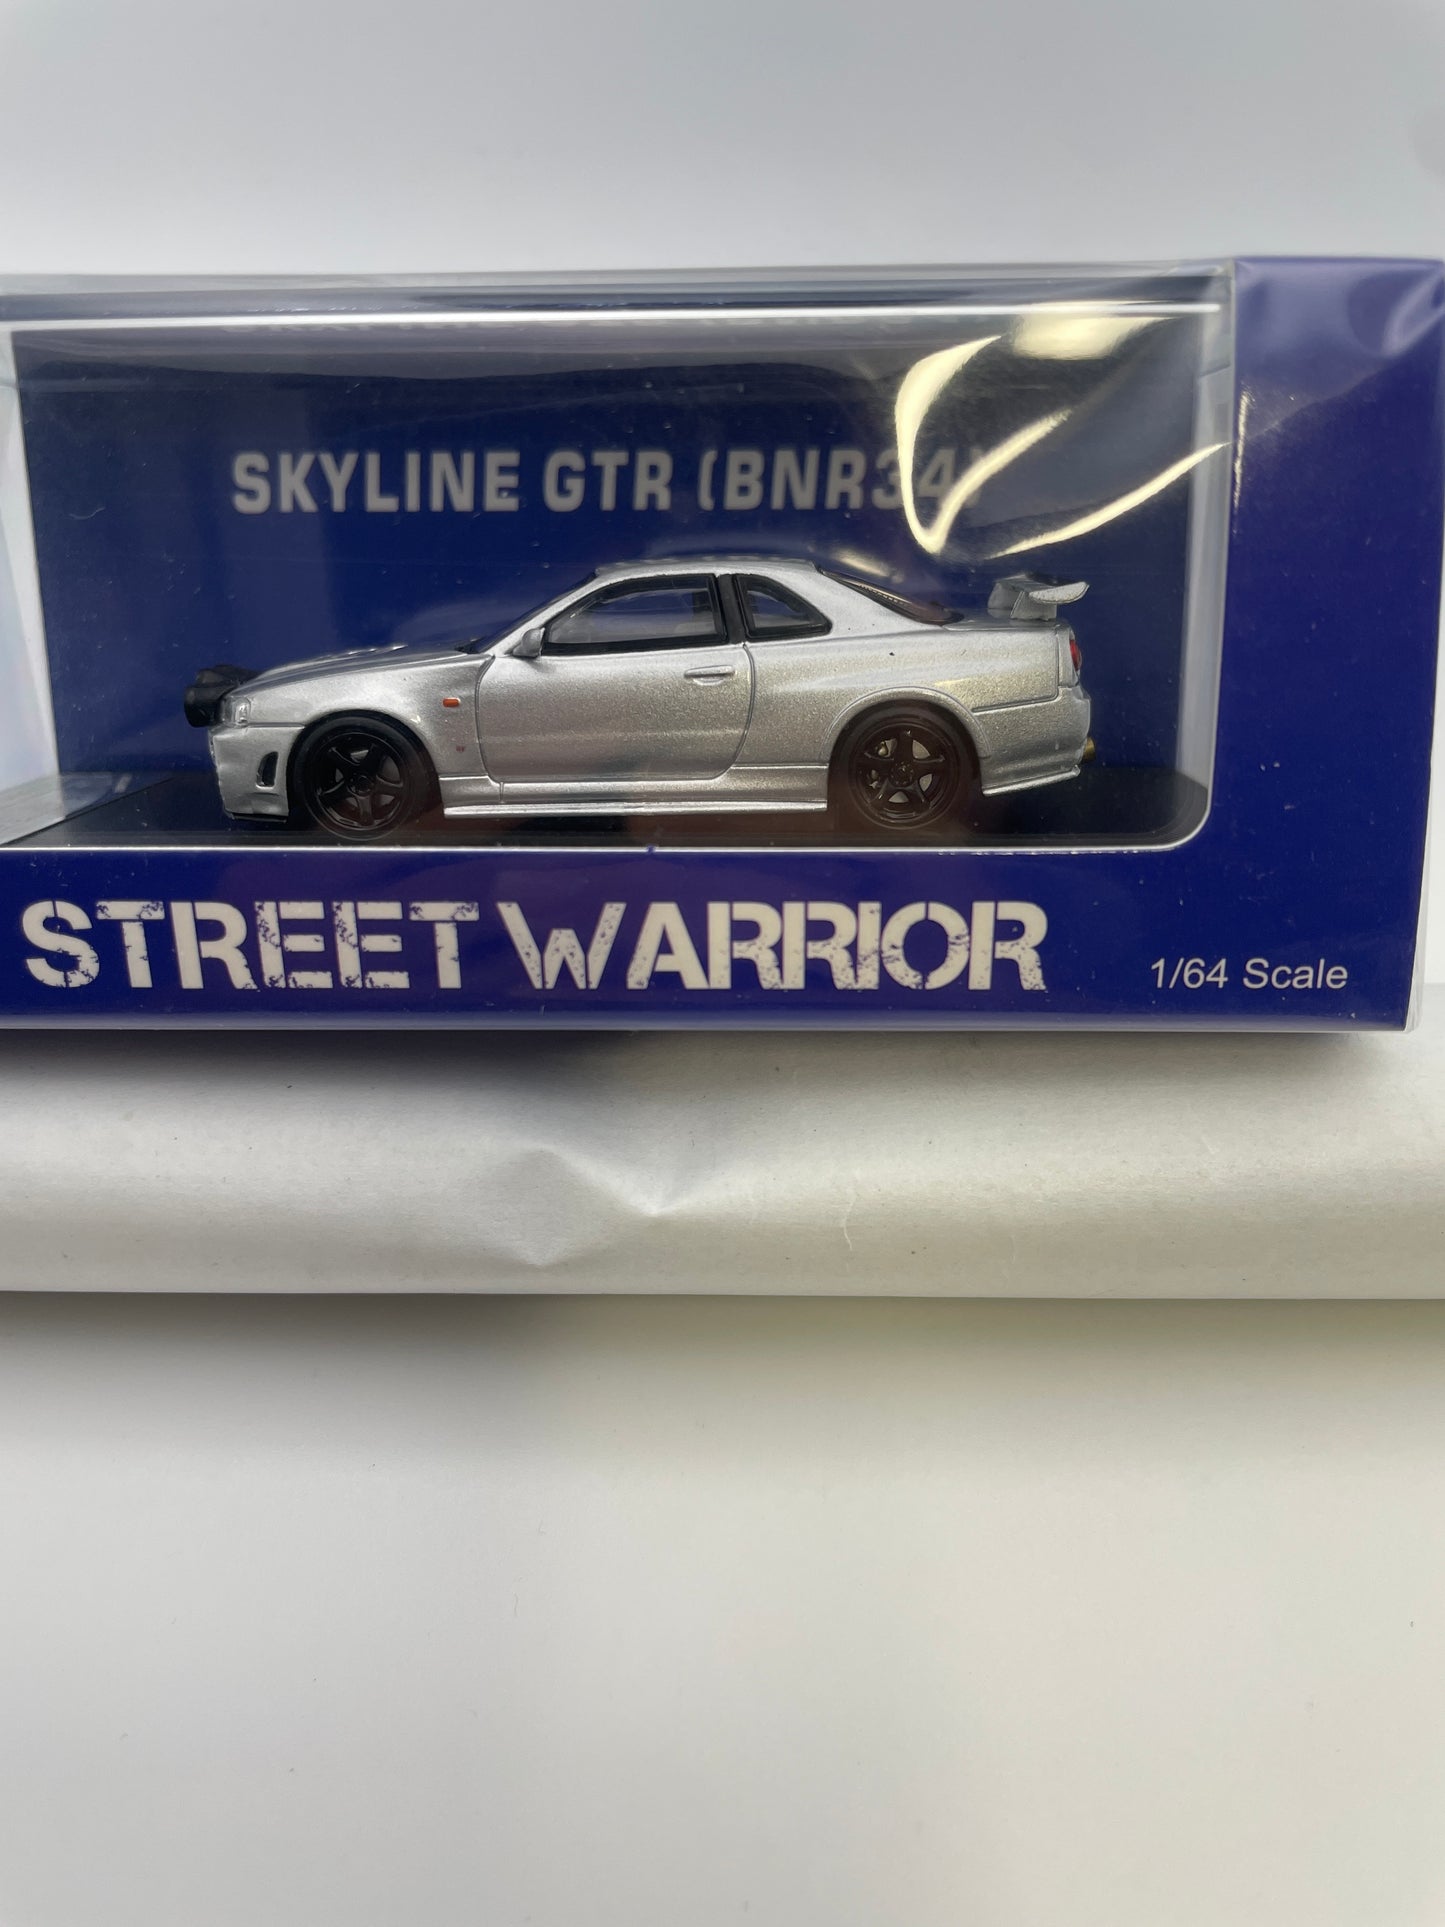 SKYLINE GTR (BNR34)
STREET WARRIOR
1/64 Scale